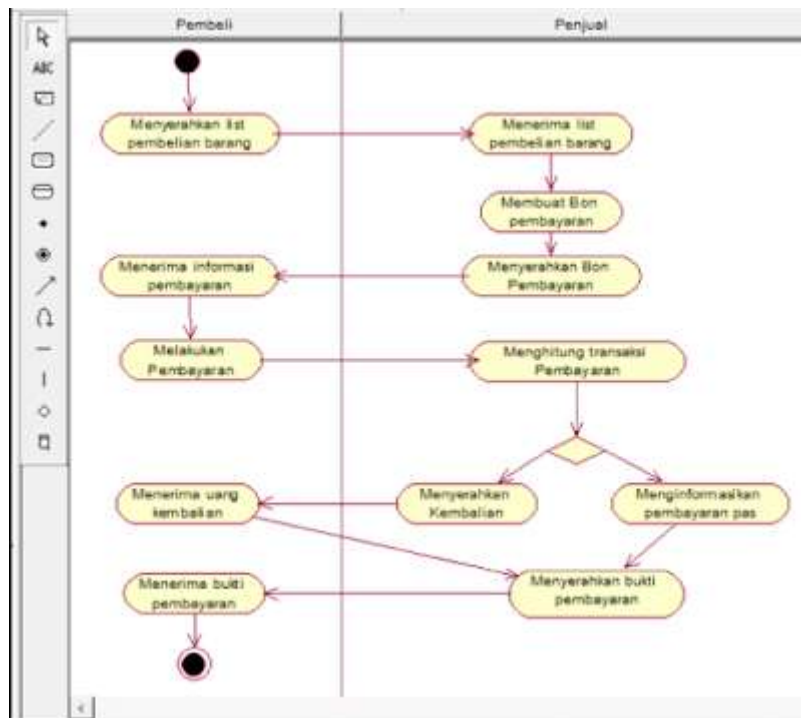 Pembeli
Penjual
ABC
Menyerahkan list
pembelian barang
Menerima list
pembelian barang
Membuat Bon
pembayaran
Menerima informasi
pembayaran
Menyerahkan Bon
Pembayaran
Melakukan
Pembayaran
Menghitung transaksi
Pembayaran
Menerima uang
kembalian
Menyerahkan
Kembalian
Menginformasikan
pembayaran pas
Menerima bukti
pembayaran
Menyerahkan bukti
pembayaran